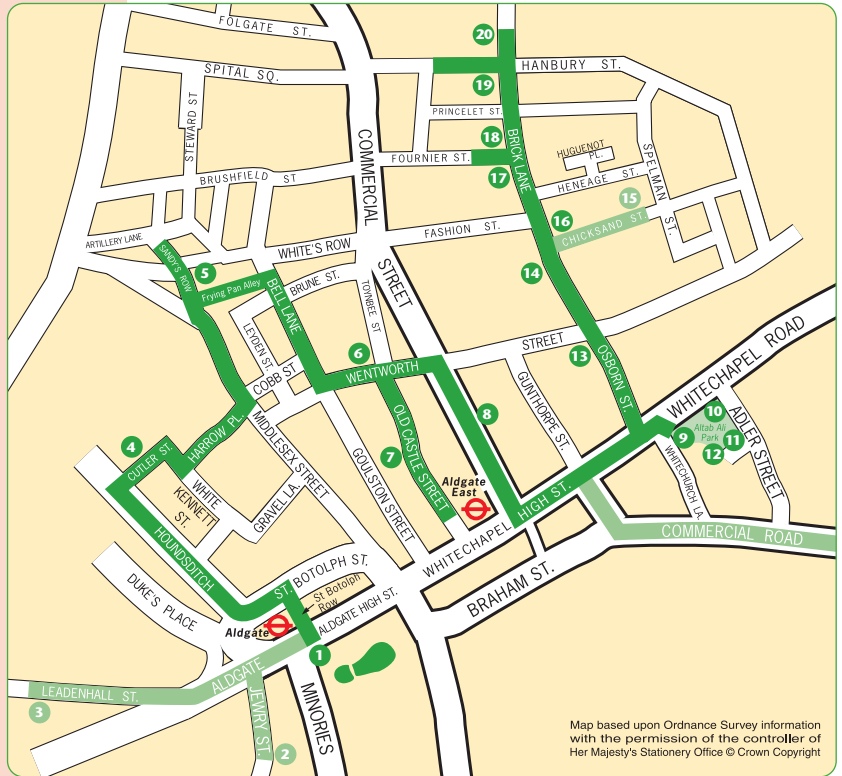 FOLGATE ST.
20
SPITAL SQ.
HANBURY ST.
19
STEWARD ST
PRINCELET ST.
COMMERCIAL
STREET
18
BRICK LANE
FOURNIER ST.
HUGUENOT
PL.
SPELMAN ST.
17
BRUSHFIELD ST
HENEAGE ST.
15
16
CHICKSAND ST.
FASHION ST.
ARTILLERY LANE
WHITE'S ROW
SANDY'S ROW
5
14
Frying Pan Alley
BELL LANE
BRUNE ST.
TOYNBEE ST
LEYDEN ST.
6
STREET
13
OSBORN ST.
WHITECHAPEL ROAD
COBB ST
WENTWORTH
GUNTHORPE ST.
8
10
ADLER STREET
Altab Ali
Park
9
11
12
4
CUTLER ST.
HARROW PL.
MIDDLESEX STREET
OLD CASTLE STREET
7
GOULSTON STREET
WHITECHURCH LA.
WHITE
KENNETT
ST.
GRAVEL LA.
Aldgate
East
WHITECHAPEL HIGH ST.
COMMERCIAL ROAD
HOUNDSDITCH
ST. BOTOLPH ST.
St Botolph
Row
BRAHAM ST.
DUKE'S PLACE
Aldgate
ALDGATE HIGH ST.
1
ALDGATE
LEADENHALL ST.
3
JEWRY ST.
2
MINORIES
Map based upon Ordnance Survey information
with the permission of the controller of
Her Majesty's Stationery Office © Crown Copyright